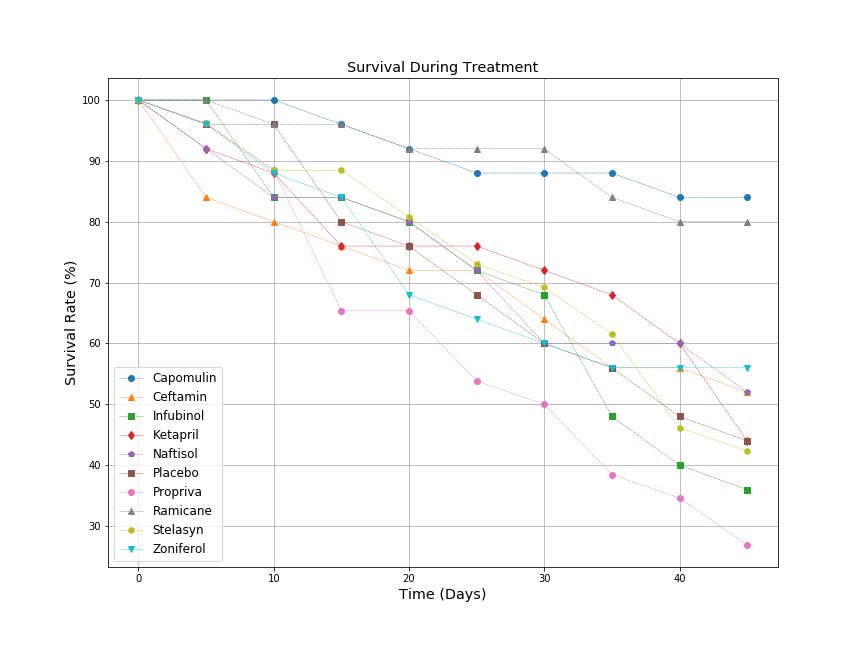 Survival During Treatment
100
90
80
70
60
50
40
30
Survival Rate (%)
Capomulin
Ceftamin
Infubinol
Ketapril
Naftisol
Placebo
Propriva
Ramicane
Stelasyn
Zoniferol
0 10 20 30 40
Time (Days)